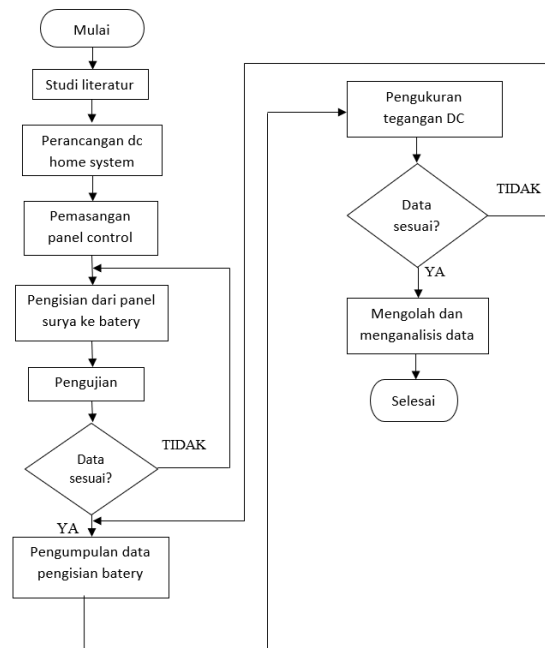 Mulai
Studi literatur
Perancangan dc
home system
Pemasangan
panel control
Pengisian dari panel
surya ke batery
Pengujian
Data
sesuai?
TIDAK
YA
Pengumpulan data
pengisian batery
Pengukuran
tegangan DC
Data
sesuai?
TIDAK
YA
Mengolah dan
menganalisis data
Selesai